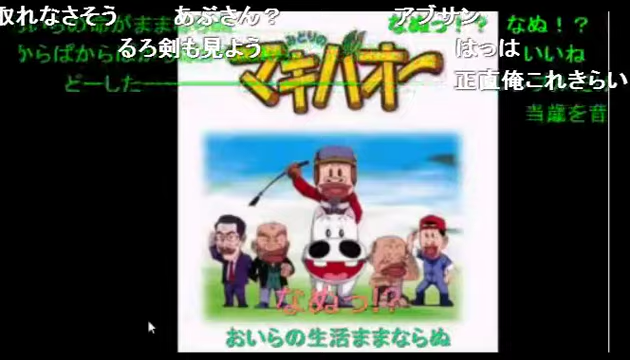 取れなさそう
あぶさん？
アブサン
なぬっ！？
なぬ！？
るろ剣も見よう
はっは
いいね
どーした
正直俺これきらい
当歳を音
みどりの
マキバオー
なぬっ!?
おいらの生活ままならぬ